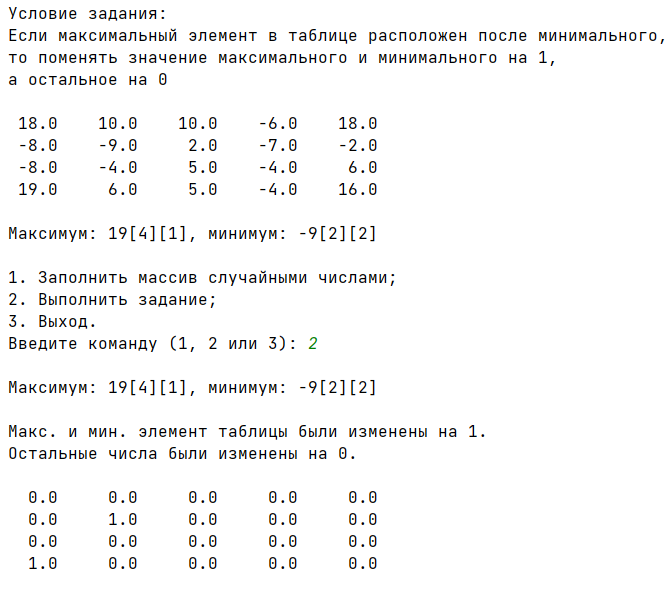 Условие задания:
Если максимальный элемент в таблице расположен после минимального,
то поменять значение максимального и минимального на 1,
а остальное на 0
18.0 10.0 10.0 -6.0 18.0
-8.0 -9.0 2.0 -7.0 -2.0
-8.0 -4.0 5.0 -4.0 6.0
19.0 6.0 5.0 -4.0 16.0
Максимум: 19[4][1], минимум: -9[2][2]
1. Заполнить массив случайными числами;
2. Выполнить задание;
3. Выход.
Введите команду (1, 2 или 3): 2
Максимум: 19[4][1], минимум: -9[2][2]
Макс. и мин. элемент таблицы были изменены на 1.
Остальные числа были изменены на 0.
0.0 0.0 0.0 0.0 0.0
0.0 1.0 0.0 0.0 0.0
0.0 0.0 0.0 0.0 0.0
1.0 0.0 0.0 0.0 0.0